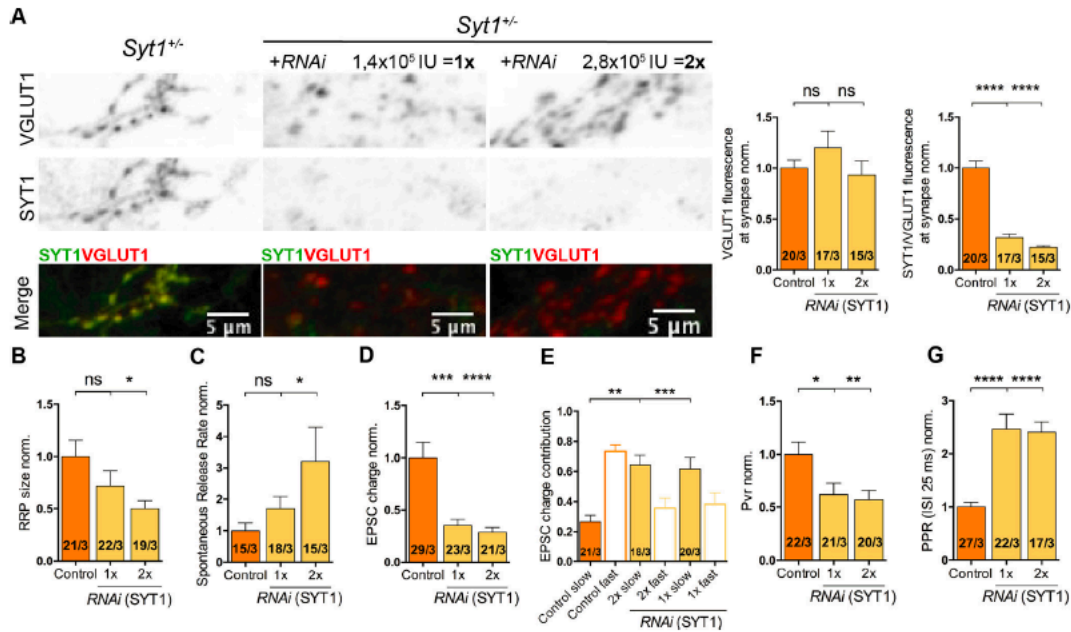 A
Syt1+/-
Syt1+/-
+RNAi 1,4x10⁵ IU =1x
+RNAi 2,8x10⁵ IU =2x
VGLUT1
SYT1
Merge
SYT1VGLUT1
SYT1VGLUT1
SYT1VGLUT1
5 µm
5 µm
5 µm
VGLUT1 fluorescence
at synapse norm.
1.5
1.0
0.5
0.0
ns ns
20/3 17/3 15/3
Control 1x 2x
RNAi (SYT1)
SYT1/VGLUT1 fluorescence
at synapse norm.
1.5
1.0
0.5
0.0
**** ****
20/3 17/3 15/3
Control 1x 2x
RNAi (SYT1)
B
RRP size norm.
1.5
1.0
0.5
0.0
ns *
21/3 22/3 19/3
Control 1x 2x
RNAi (SYT1)
C
Spontaneous Release Rate norm.
5
4
3
2
1
0
ns *
15/3 18/3 15/3
Control 1x 2x
RNAi (SYT1)
D
EPSC charge norm.
1.5
1.0
0.5
0.0
*** ****
29/3 23/3 21/3
Control 1x 2x
RNAi (SYT1)
E
EPSC charge contribution
1.0
0.8
0.6
0.4
0.2
** ***
21/3 18/3 20/3
Control slow
Control fast
2x slow
2x fast
1x slow
1x fast
RNAi (SYT1)
F
Pvr norm.
1.5
1.0
0.5
0.0
* **
22/3 21/3 20/3
Control 1x 2x
RNAi (SYT1)
G
PPR (ISI 25 ms) norm.
3
2
1
0
**** ****
27/3 22/3 17/3
Control 1x 2x
RNAi (SYT1)